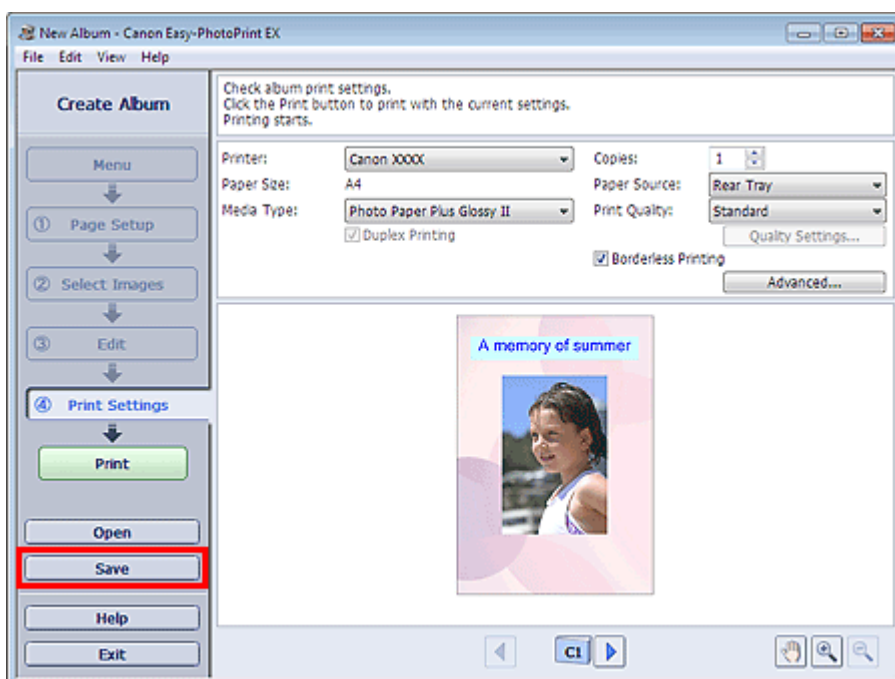 New Album - Canon Easy-PhotoPrint EX
File Edit View Help
Create Album
Menu
① Page Setup
② Select Images
③ Edit
④ Print Settings
Print
Open
Save
Help
Exit
Check album print settings.
Click the Print button to print with the current settings.
Printing starts.
Printer: Canon XXXX Copies: 1
Paper Size: A4 Paper Source: Rear Tray
Media Type: Photo Paper Plus Glossy II Print Quality: Standard
Duplex Printing Quality Settings...
Borderless Printing
Advanced...
A memory of summer
C1